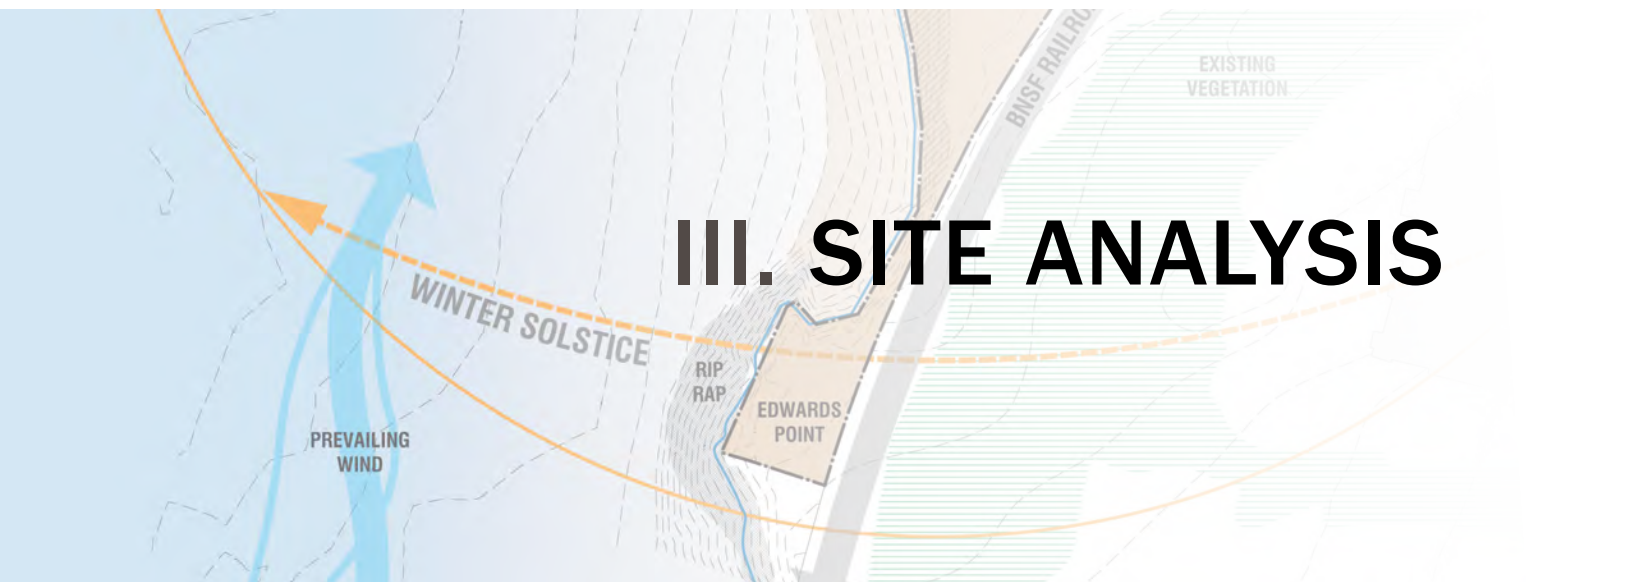 EXISTING
VEGETATION
BNSF RAILRO
III. SITE ANALYSIS
WINTER SOLSTICE
RIP
RAP
EDWARDS
POINT
PREVAILING
WIND